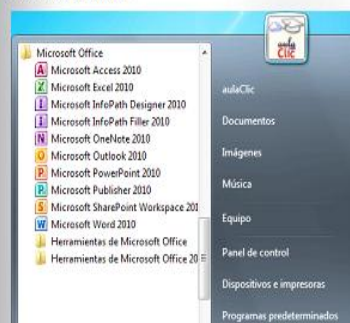 Microsoft Office
A Microsoft Access 2010
X Microsoft Excel 2010
I Microsoft InfoPath Designer 2010
I Microsoft InfoPath Filler 2010
N Microsoft OneNote 2010
O Microsoft Outlook 2010
P Microsoft PowerPoint 2010
P Microsoft Publisher 2010
S Microsoft SharePoint Workspace 201
W Microsoft Word 2010
Herramientas de Microsoft Office
Herramientas de Microsoft Office 20
aula
Clic
aulaClic
Documentos
Imágenes
Música
Equipo
Panel de control
Dispositivos e impresoras
Programas predeterminados